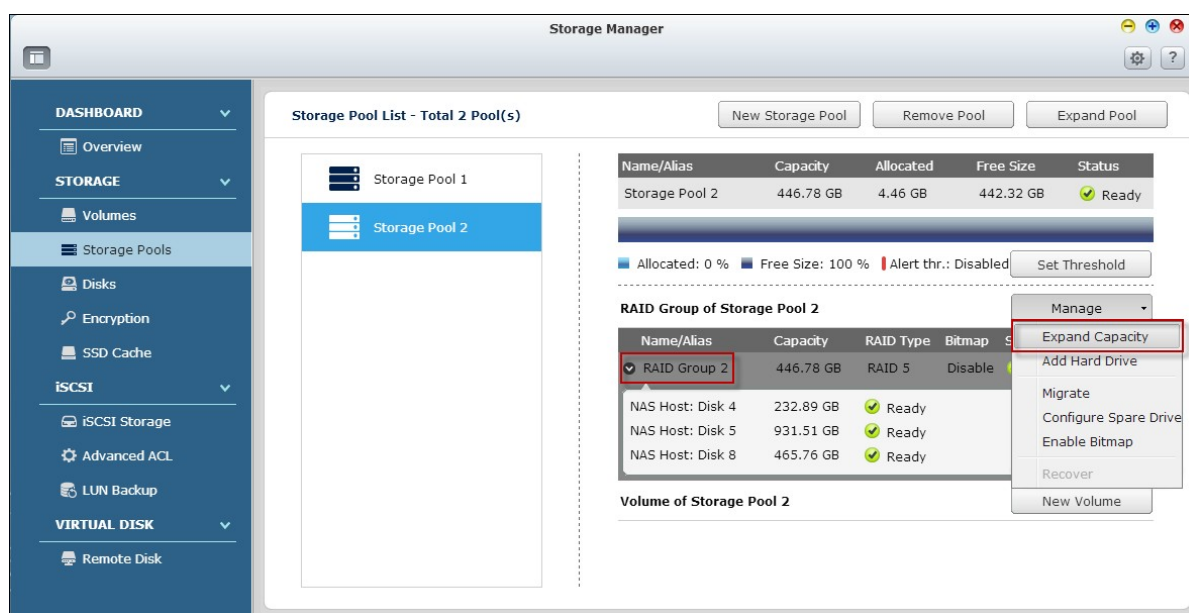 Storage Manager
?
DASHBOARD
Overview
STORAGE
Volumes
Storage Pools
Disks
Encryption
SSD Cache
iSCSI
iSCSI Storage
Advanced ACL
LUN Backup
VIRTUAL DISK
Remote Disk
Storage Pool List - Total 2 Pool(s)
New Storage Pool Remove Pool Expand Pool
Storage Pool 1
Storage Pool 2
Name/Alias Capacity Allocated Free Size Status
Storage Pool 2 446.78 GB 4.46 GB 442.32 GB Ready
Allocated: 0 % Free Size: 100 % Alert thr.: Disabled Set Threshold
RAID Group of Storage Pool 2 Manage
Name/Alias Capacity RAID Type Bitmap S
RAID Group 2 446.78 GB RAID 5 Disable
NAS Host: Disk 4 232.89 GB Ready
NAS Host: Disk 5 931.51 GB Ready
NAS Host: Disk 8 465.76 GB Ready
Expand Capacity
Add Hard Drive
Migrate
Configure Spare Drive
Enable Bitmap
Recover
Volume of Storage Pool 2 New Volume